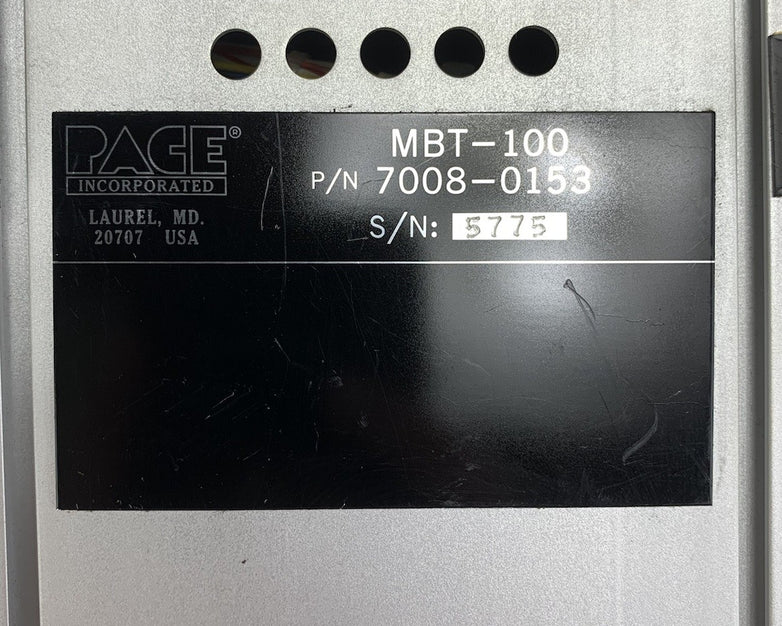 PACE®
INCORPORATED
LAUREL, MD.
20707 USA
MBT-100
P/N 7008-0153
S/N: 5775